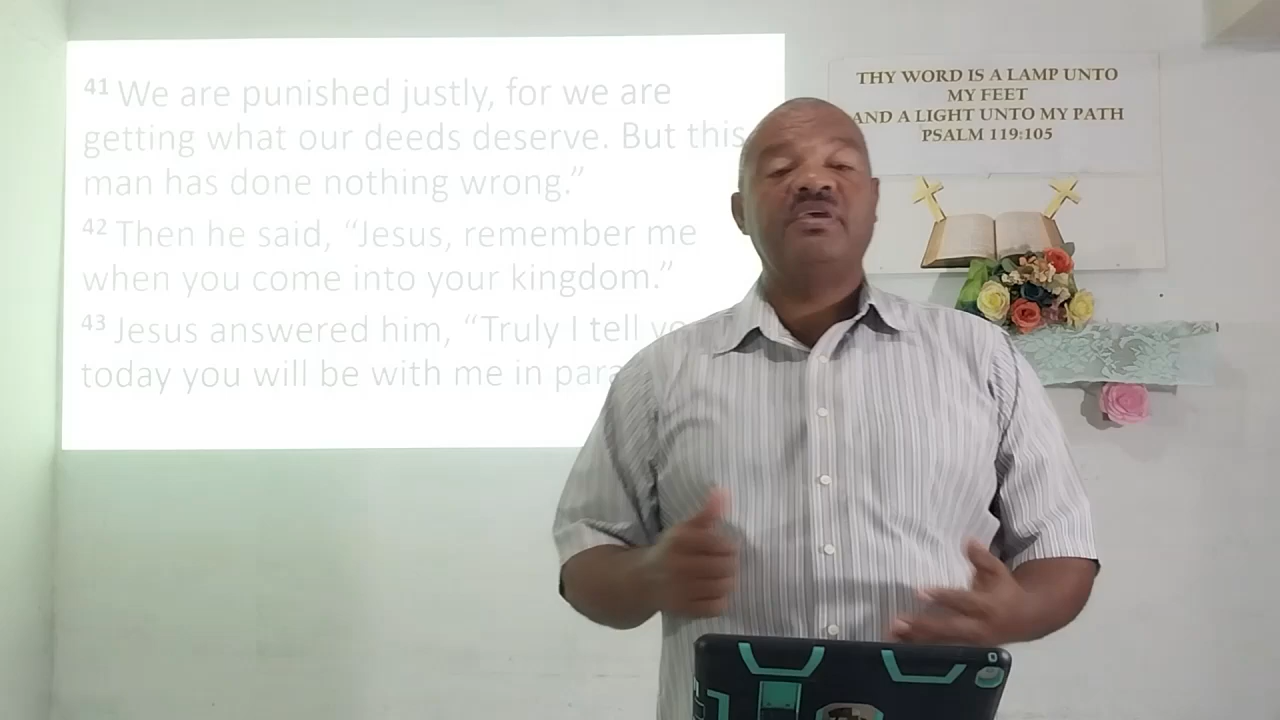 41 We are punished justly, for we are
getting what our deeds deserve. But this
man has done nothing wrong.”
42 Then he said, “Jesus, remember me
when you come into your kingdom.”
43 Jesus answered him, “Truly I tell
today you will be with me in
THY WORD IS A LAMP UNTO
MY FEET
AND A LIGHT UNTO MY PATH
PSALM 119:105